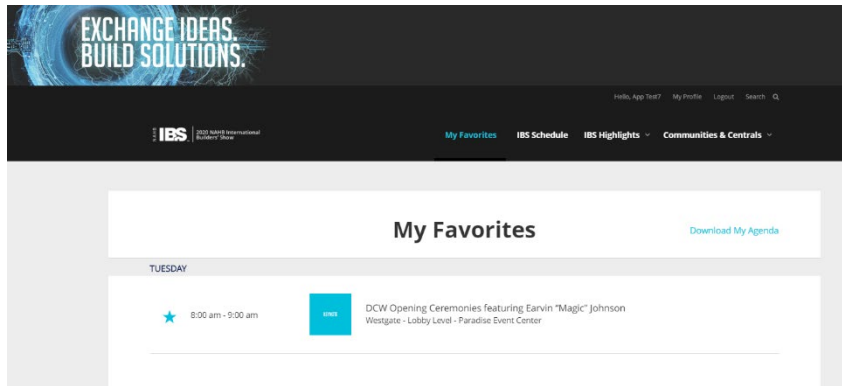 EXCHANGE IDEAS.
BUILD SOLUTIONS.
Hello, App Test? My Profile Logout Search
NAHB IBS 2020 NAHB International
Builders' Show
My Favorites IBS Schedule IBS Highlights Communities & Centrals
My Favorites
Download My Agenda
TUESDAY
8:00 am - 9:00 am
DCW Opening Ceremonies featuring Earvin "Magic" Johnson
Westgate - Lobby Level - Paradise Event Center